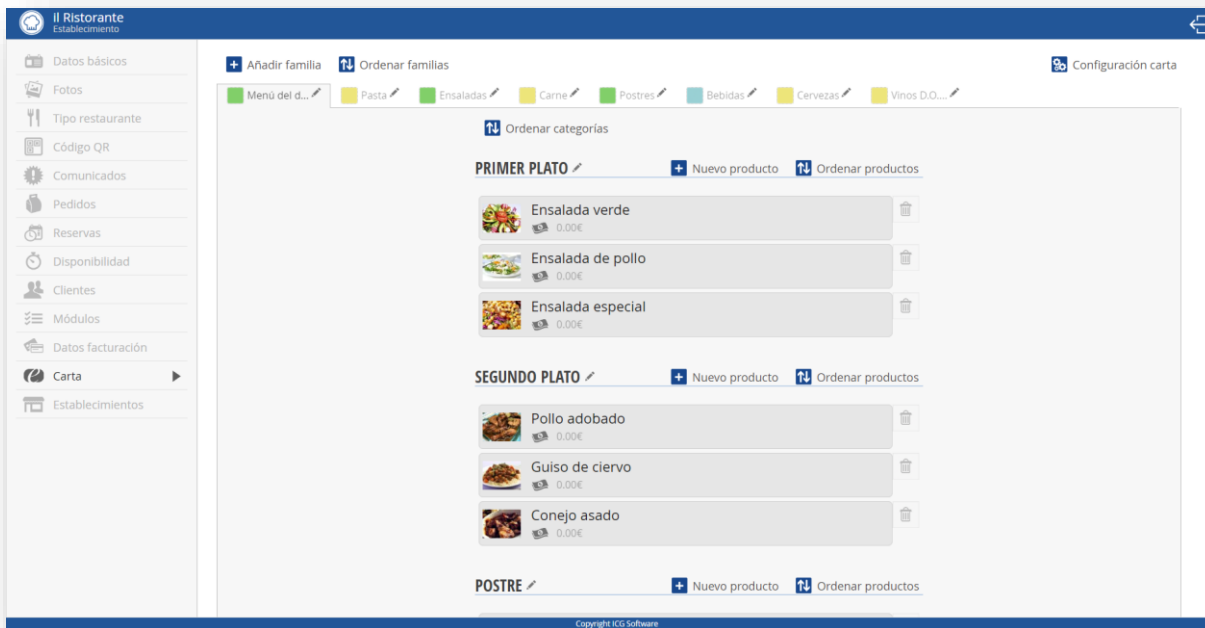 il Ristorante
Establecimiento
Datos básicos
Fotos
Tipo restaurante
Código QR
Comunicados
Pedidos
Reservas
Disponibilidad
Clientes
Módulos
Datos facturación
Carta
Establecimientos
Añadir familia Ordenar familias Configuración carta
Menú del d... Pasta Ensaladas Carne Postres Bebidas Cervezas Vinos D.O....
Ordenar categorías
PRIMER PLATO Nuevo producto Ordenar productos
Ensalada verde
0.00€
Ensalada de pollo
0.00€
Ensalada especial
0.00€
SEGUNDO PLATO Nuevo producto Ordenar productos
Pollo adobado
0.00€
Guiso de ciervo
0.00€
Conejo asado
0.00€
POSTRE Nuevo producto Ordenar productos
Copyright ICG Software